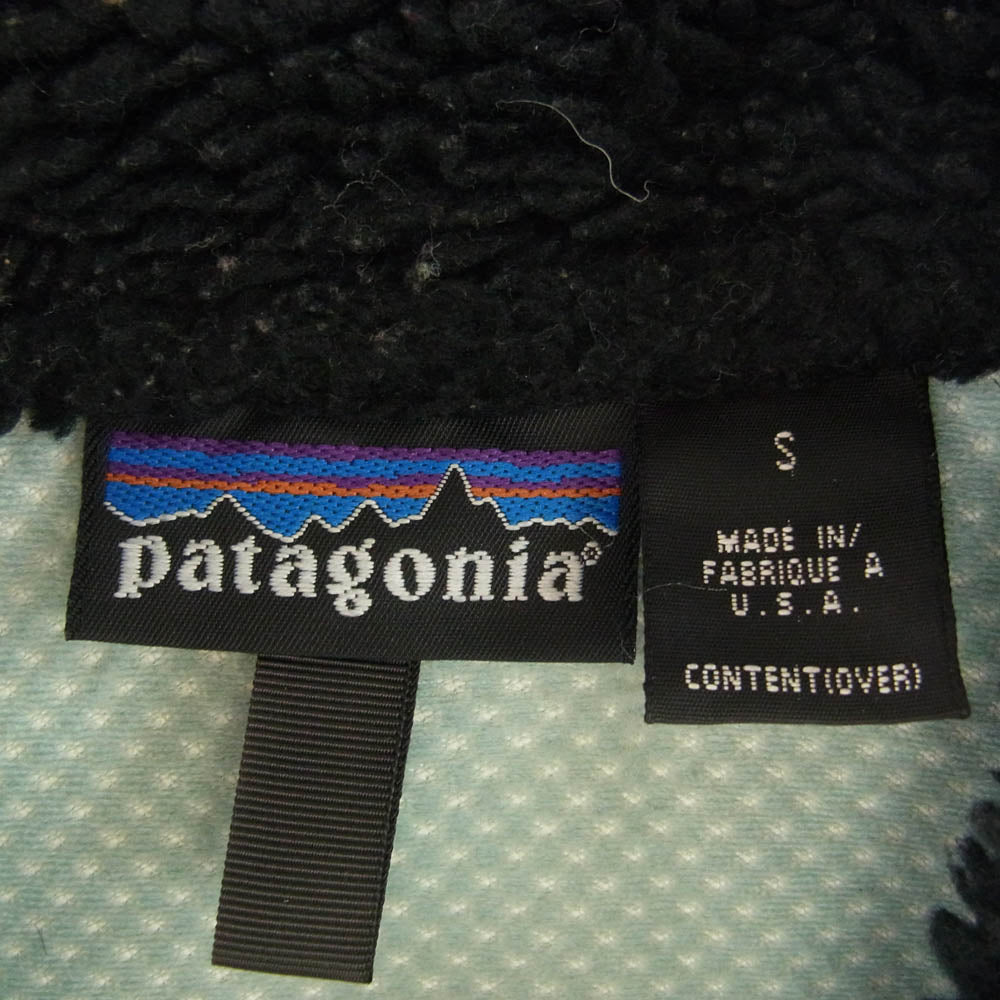 patagonia®
S
MADE IN/
FABRIQUE A
U.S.A.
CONTENT(OVER)